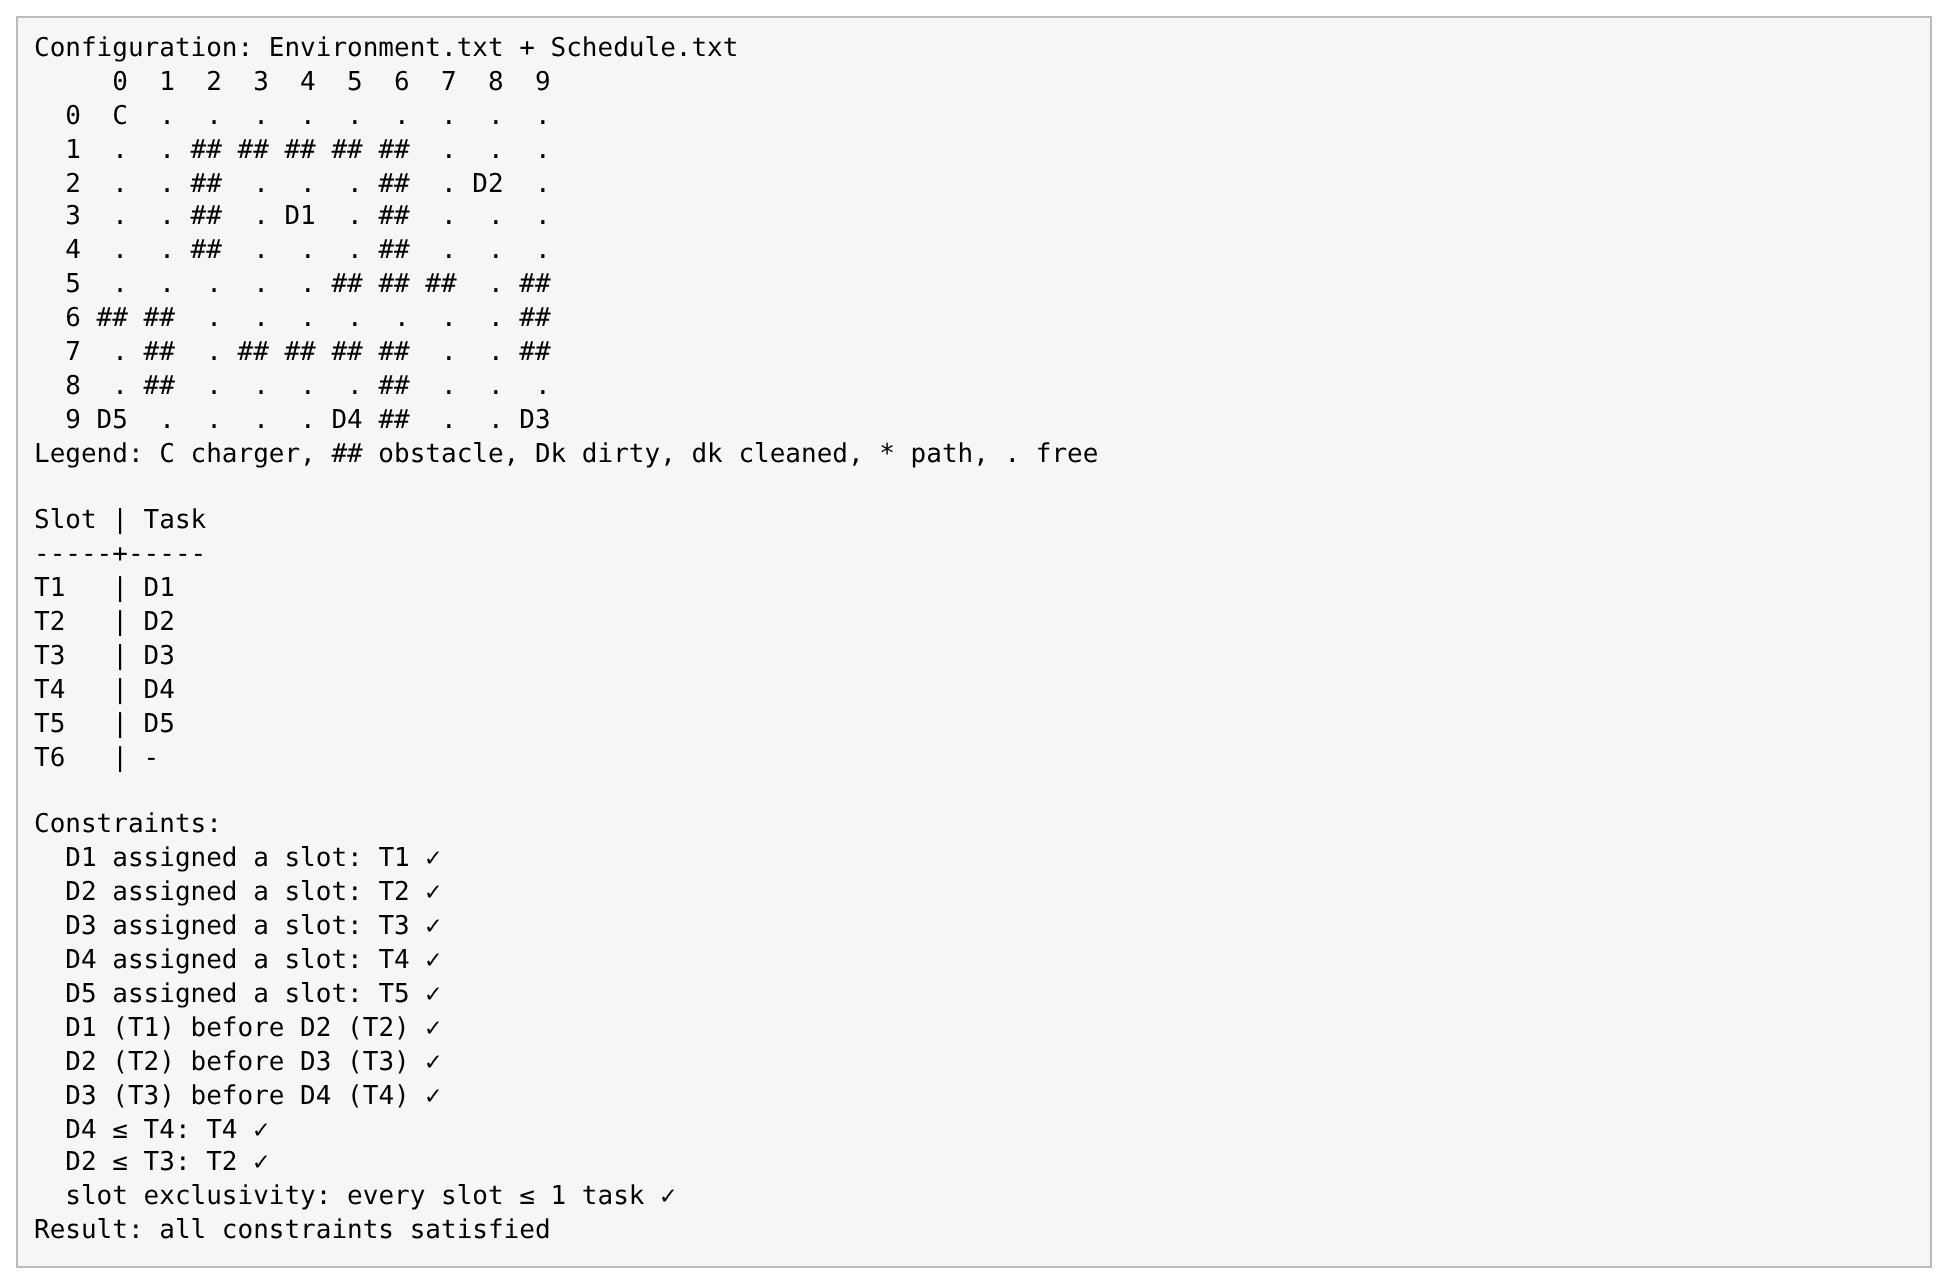 Configuration: Environment.txt + Schedule.txt
     0  1  2  3  4  5  6  7  8  9
  0  C  .  .  .  .  .  .  .  .  .
  1  .  . ## ## ## ## ##  .  .  .
  2  .  . ##  .  .  . ##  . D2  .
  3  .  . ##  . D1  . ##  .  .  .
  4  .  . ##  .  .  . ##  .  .  .
  5  .  .  .  .  . ## ## ##  . ##
  6 ## ##  .  .  .  .  .  .  . ##
  7  . ##  . ## ## ## ##  .  . ##
  8  . ##  .  .  .  . ##  .  .  .
  9 D5  .  .  .  . D4 ##  .  . D3
Legend: C charger, ## obstacle, Dk dirty, dk cleaned, * path, . free

Slot | Task
-----+-----
T1   | D1
T2   | D2
T3   | D3
T4   | D4
T5   | D5
T6   | -

Constraints:
  D1 assigned a slot: T1 ✓
  D2 assigned a slot: T2 ✓
  D3 assigned a slot: T3 ✓
  D4 assigned a slot: T4 ✓
  D5 assigned a slot: T5 ✓
  D1 (T1) before D2 (T2) ✓
  D2 (T2) before D3 (T3) ✓
  D3 (T3) before D4 (T4) ✓
  D4 ≤ T4: T4 ✓
  D2 ≤ T3: T2 ✓
  slot exclusivity: every slot ≤ 1 task ✓
Result: all constraints satisfied